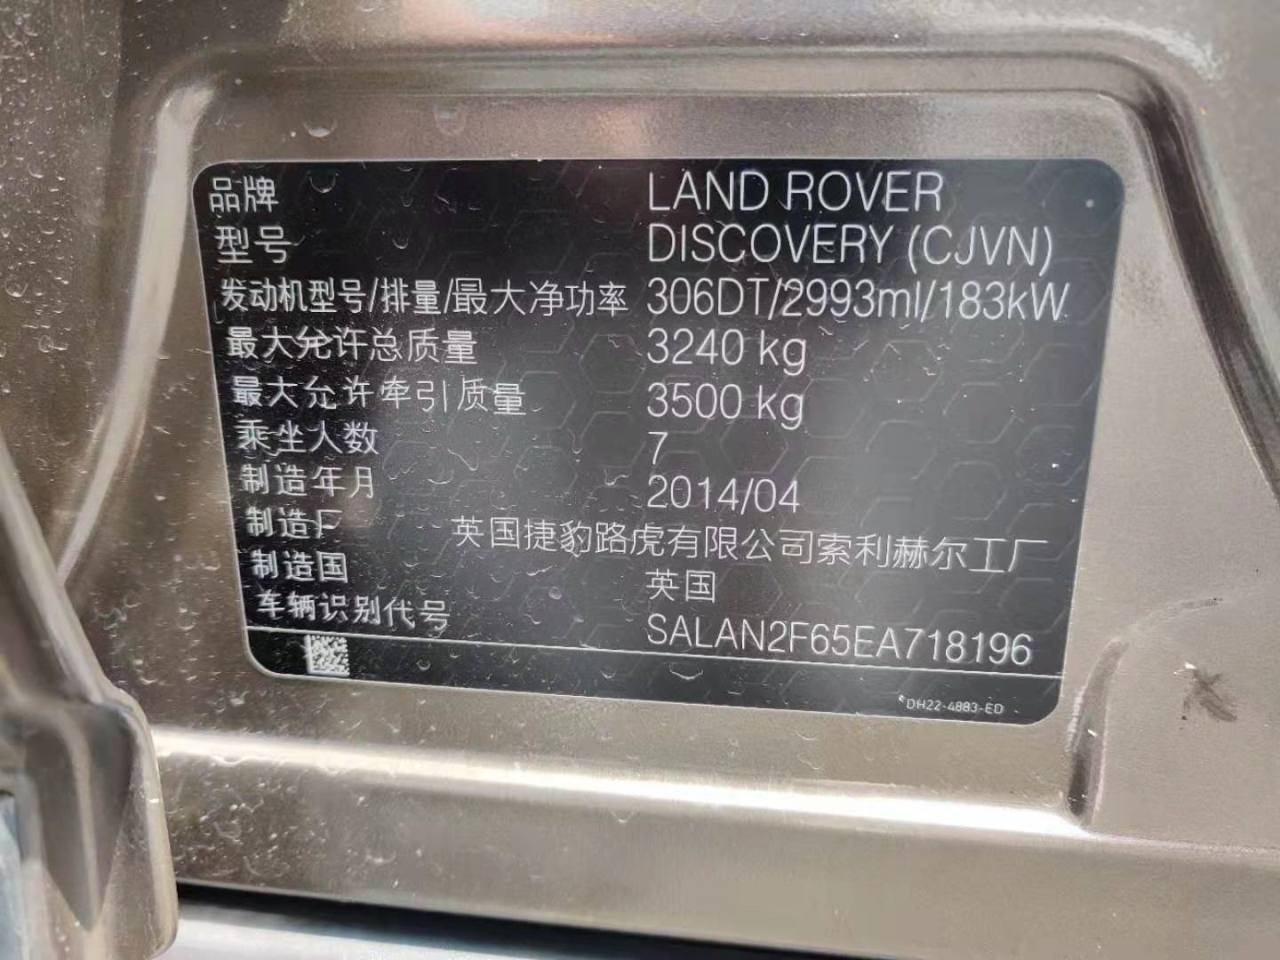 品牌 LAND ROVER
型号 DISCOVERY (CJVN)
发动机型号/排量/最大净功率 306DT/2993ml/183kW
最大允许总质量 3240 kg
最大允许牵引质量 3500 kg
乘坐人数 7
制造年月 2014/04
制造厂 英国捷豹路虎有限公司索利赫尔工厂
制造国 英国
车辆识别代号 SALAN2F65EA718196
DH22-4883-ED